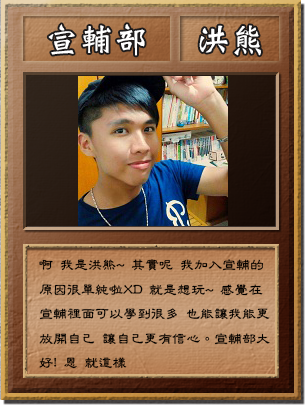 宣輔部 洪熊
啊 我是洪熊~ 其實呢 我加入宣輔的
原因很單純啦XD 就是想玩~ 感覺在
宣輔裡面可以學到很多 也能讓我能更
放開自己 讓自己更有信心。宣輔部大
好! 恩 就這樣